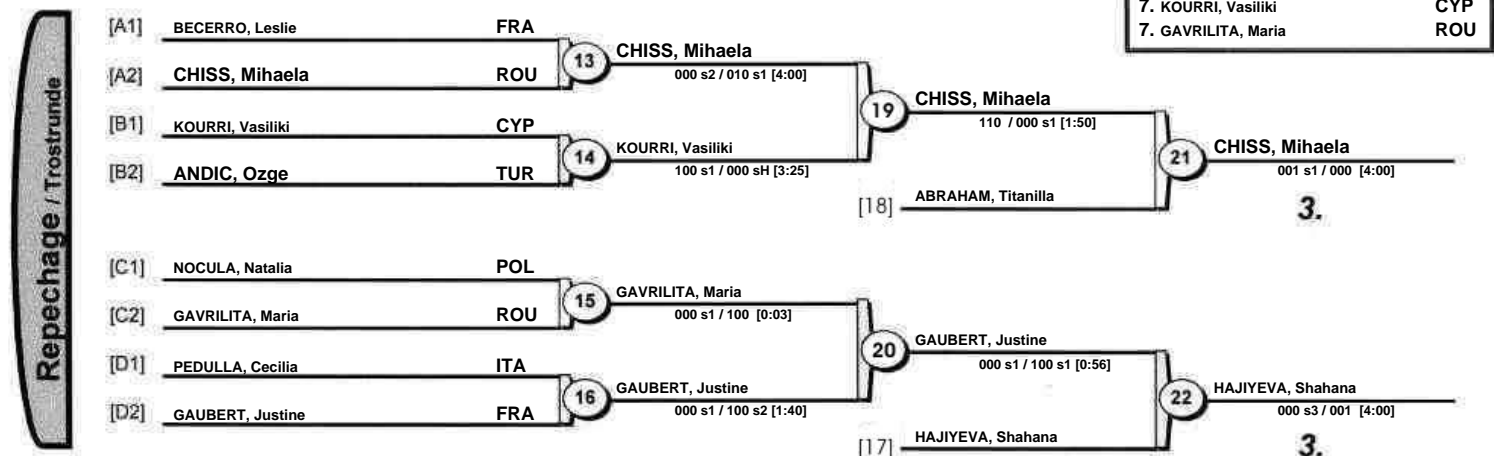 7. KOURRI, Vasiliki CYP
7. GAVRILITA, Maria ROU
Repechage / Trostrunde
[A1] BECERRO, Leslie FRA
13
CHISS, Mihaela
000 s2 / 010 s1 [4:00]
[A2] CHISS, Mihaela ROU
19
CHISS, Mihaela
110 / 000 s1 [1:50]
[B1] KOURRI, Vasiliki CYP
14
KOURRI, Vasiliki
100 s1 / 000 sH [3:25]
[B2] ANDIC, Ozge TUR
21
CHISS, Mihaela
001 s1 / 000 [4:00]
[18] ABRAHAM, Titanilla
3.
[C1] NOCULA, Natalia POL
15
GAVRILITA, Maria
000 s1 / 100 [0:03]
[C2] GAVRILITA, Maria ROU
20
GAUBERT, Justine
000 s1 / 100 s1 [0:56]
[D1] PEDULLA, Cecilia ITA
16
GAUBERT, Justine
000 s1 / 100 s2 [1:40]
[D2] GAUBERT, Justine FRA
22
HAJIYEVA, Shahana
000 s3 / 001 [4:00]
[17] HAJIYEVA, Shahana
3.